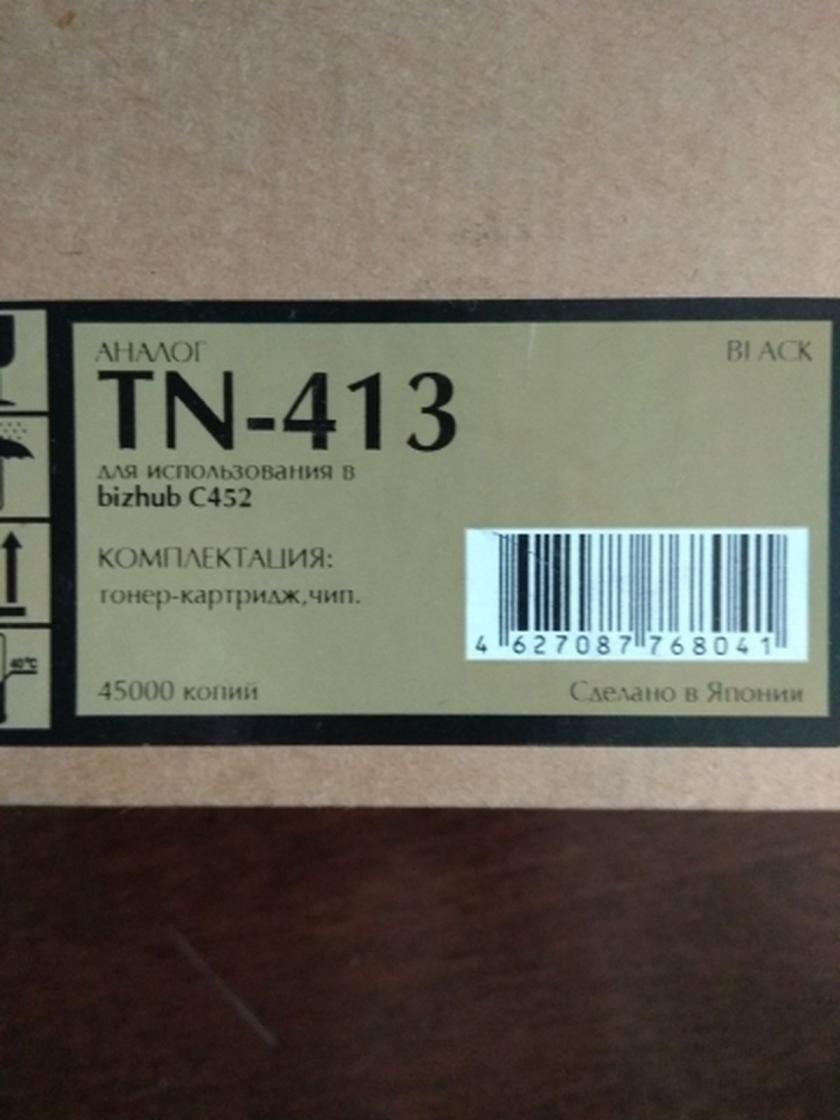 АНАЛОГ
BLACK
TN-413
для использования в
bizhub C452
КОМПЛЕКТАЦИЯ:
тонер-картридж,чип.
4 627087 768041
45000 копий
Сделано в Японии
40°C